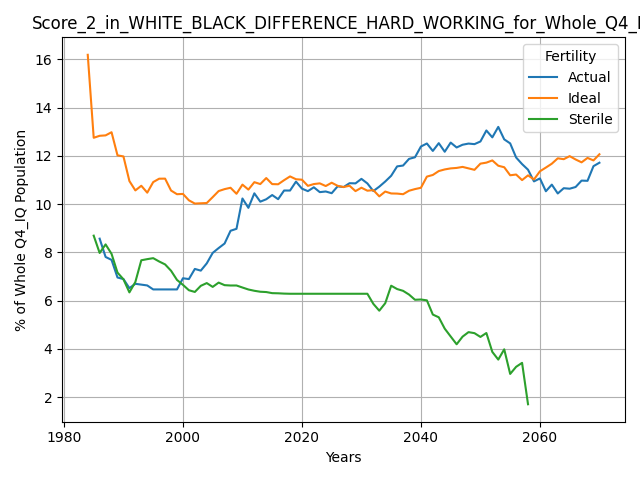 Score_2_in_WHITE_BLACK_DIFFERENCE_HARD_WORKING_for_Whole_Q4_I
Fertility
Actual
Ideal
Sterile
% of Whole Q4_IQ Population
16
14
12
10
8
6
4
2
1980
2000
2020
2040
2060
Years